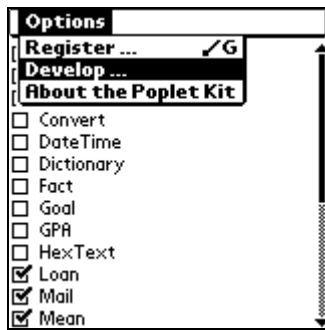 Options
Register ... /G
Develop ...
About the Poplet Kit
Convert
DateTime
Dictionary
Fact
Goal
GPA
HexText
Loan
Mail
Mean